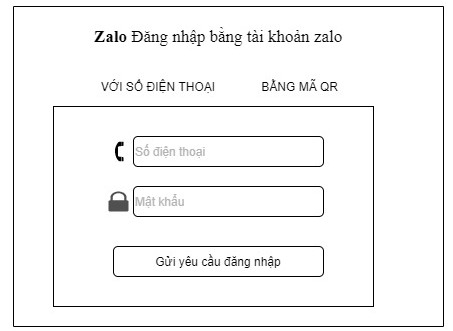 Zalo Đăng nhập bằng tài khoản zalo
VỚI SỐ ĐIỆN THOẠI BẰNG MÃ QR
Số điện thoại
Mật khẩu
Gửi yêu cầu đăng nhập